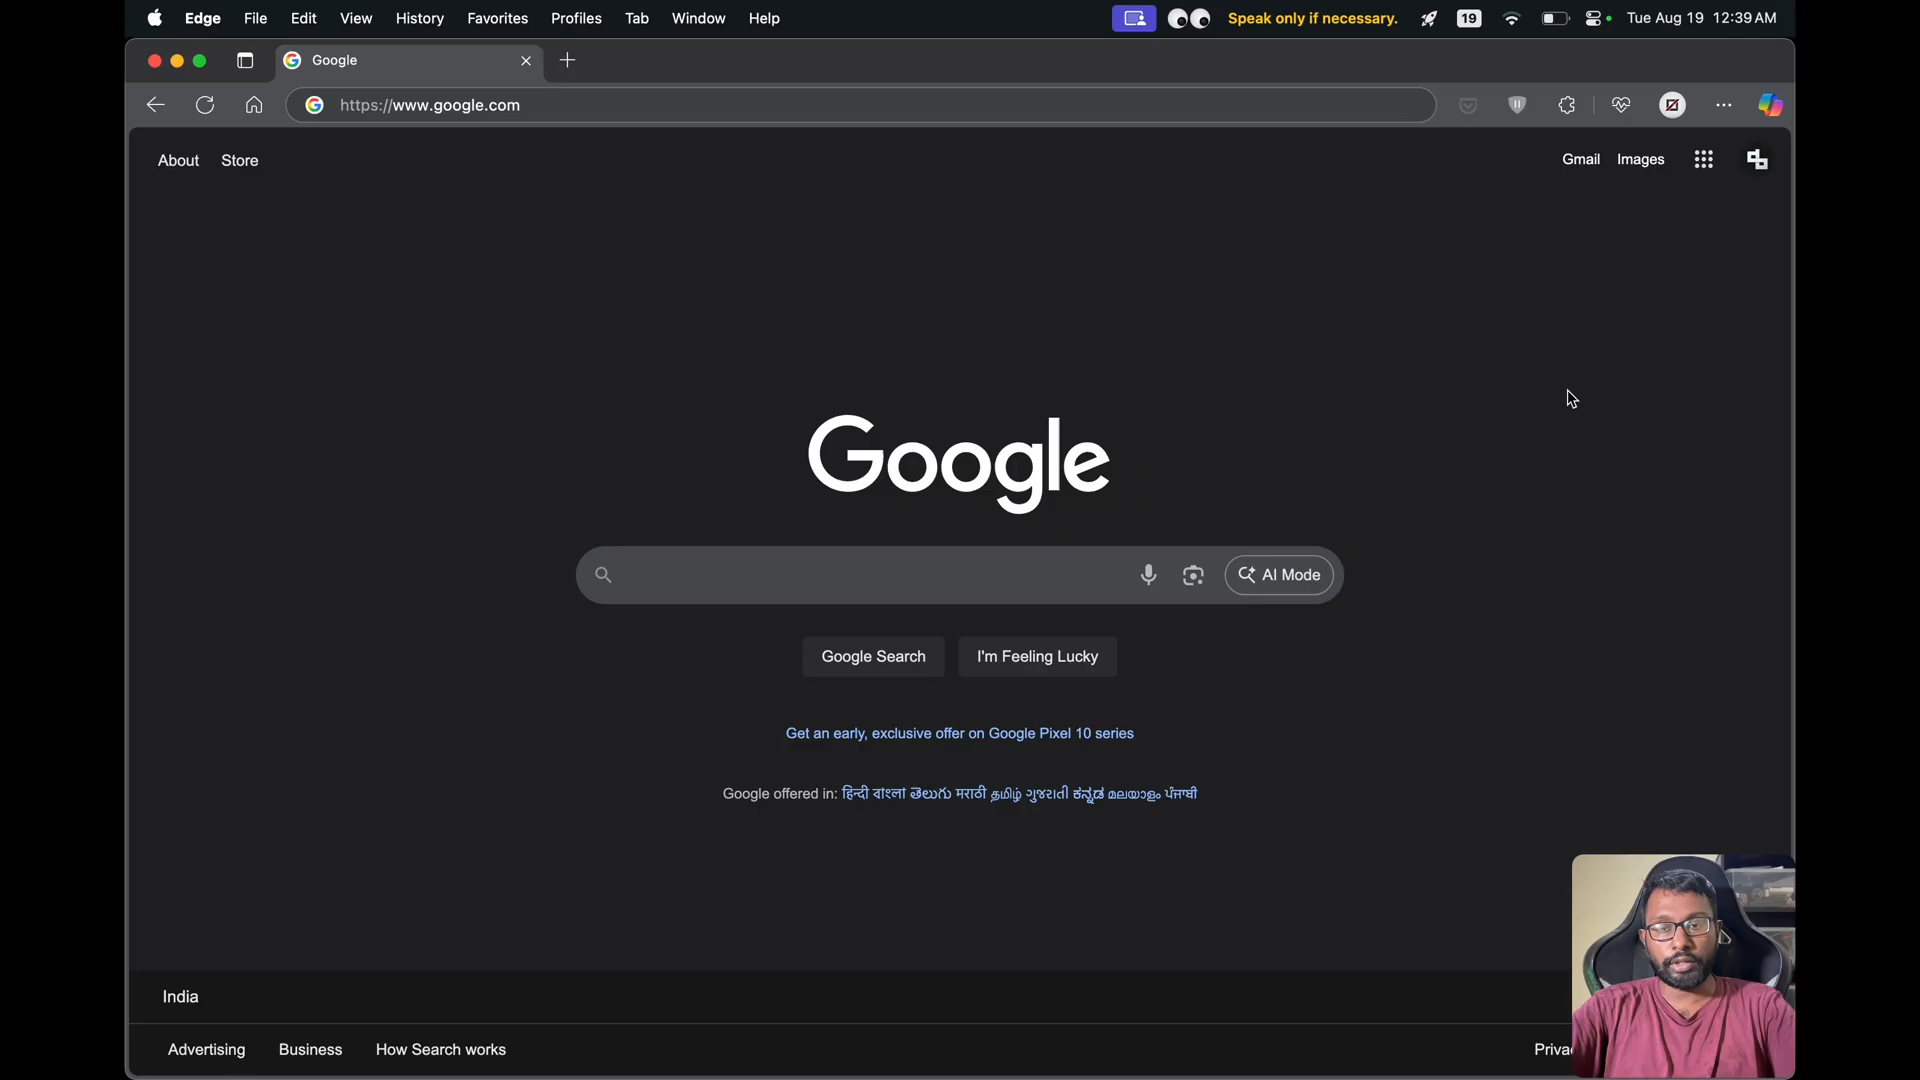 Edge File Edit View History Favorites Profiles Tab Window Help Speak only if necessary. 19 Tue Aug 19 12:39 AM
Google
https://www.google.com
About Store Gmail Images
Google
AI Mode
Google Search I'm Feeling Lucky
Get an early, exclusive offer on Google Pixel 10 series
Google offered in: हिन्दी বাংলা తెలుగు मराठी தமிழ் ગુજરાતી ಕನ್ನಡ മലയാളം ਪੰਜਾਬੀ
India
Advertising Business How Search works Priva